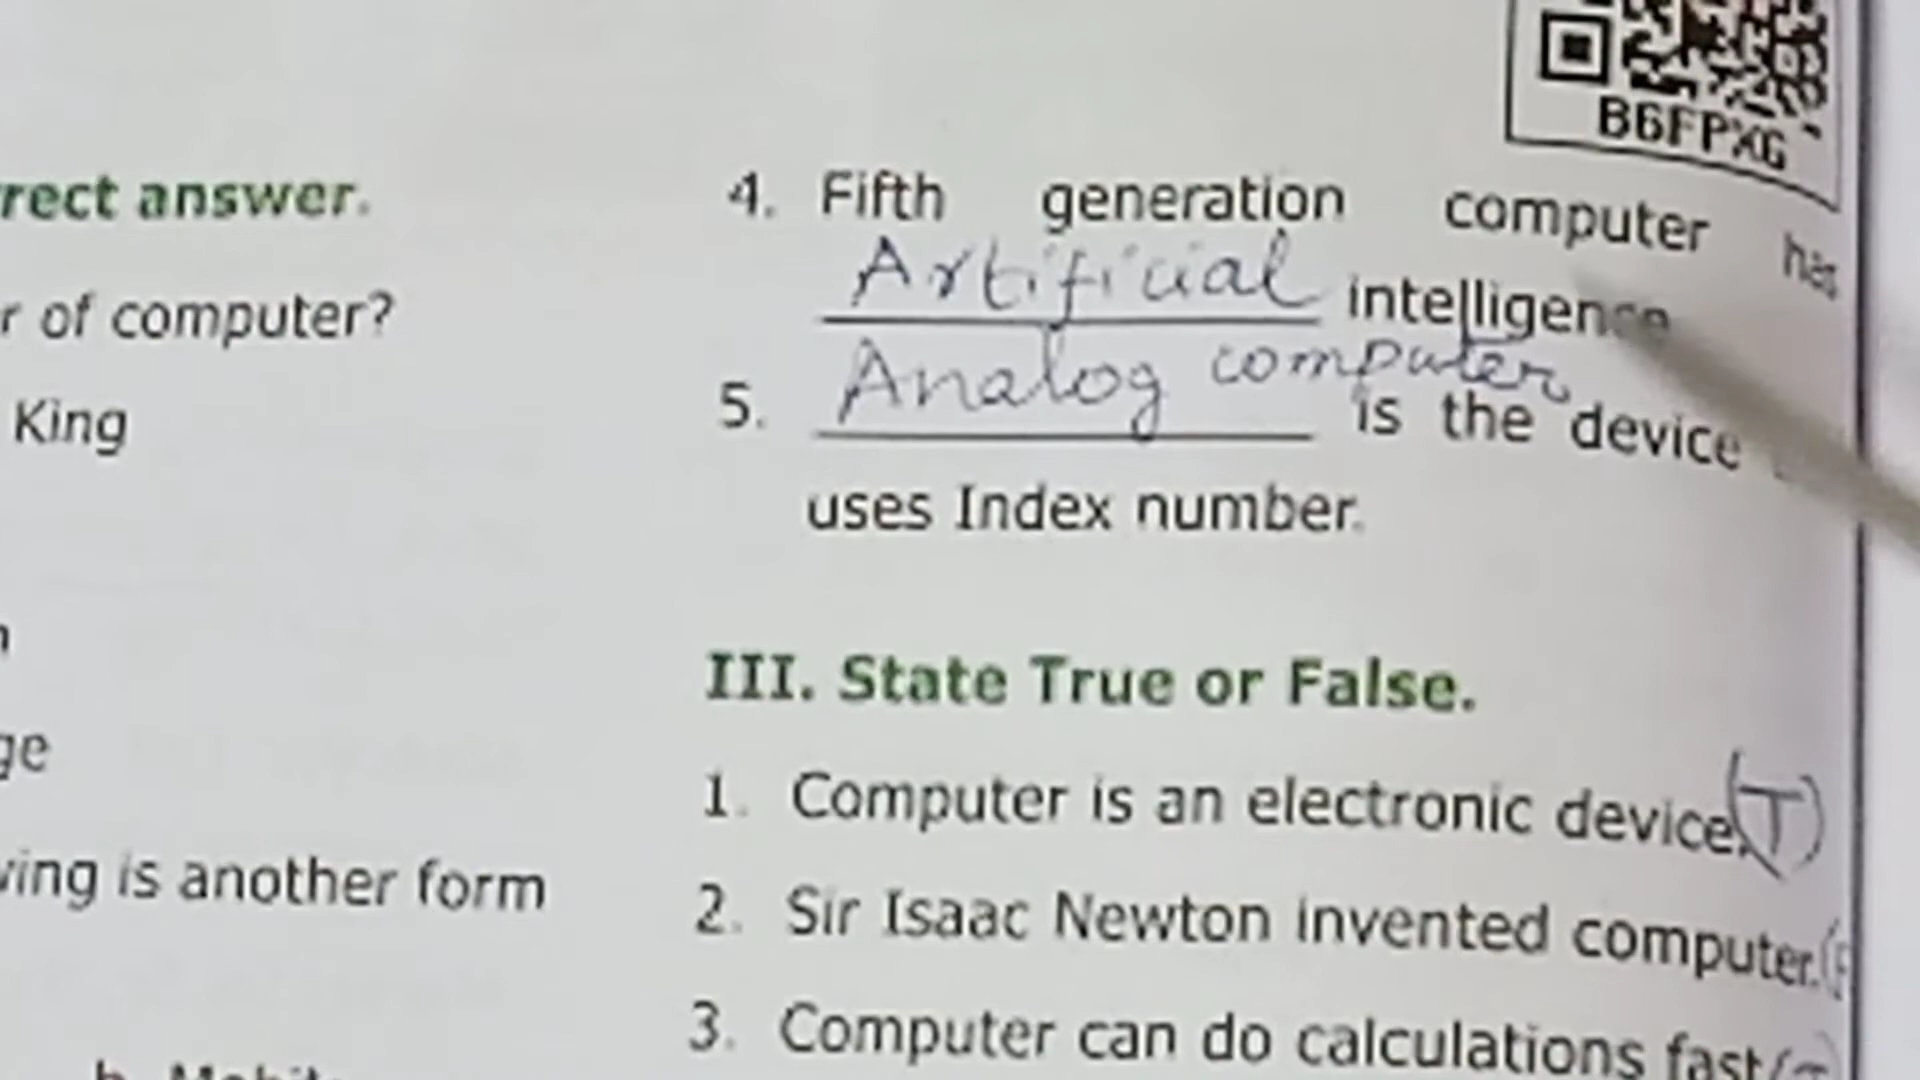 B6FPXG
rect answer.
r of computer?
King
ge
ving is another form
4. Fifth generation computer has
Artificial intelligence
5. Analog computer is the device
uses Index number.
III. State True or False.
1. Computer is an electronic device. (T)
2. Sir Isaac Newton invented computer.
3. Computer can do calculations fast